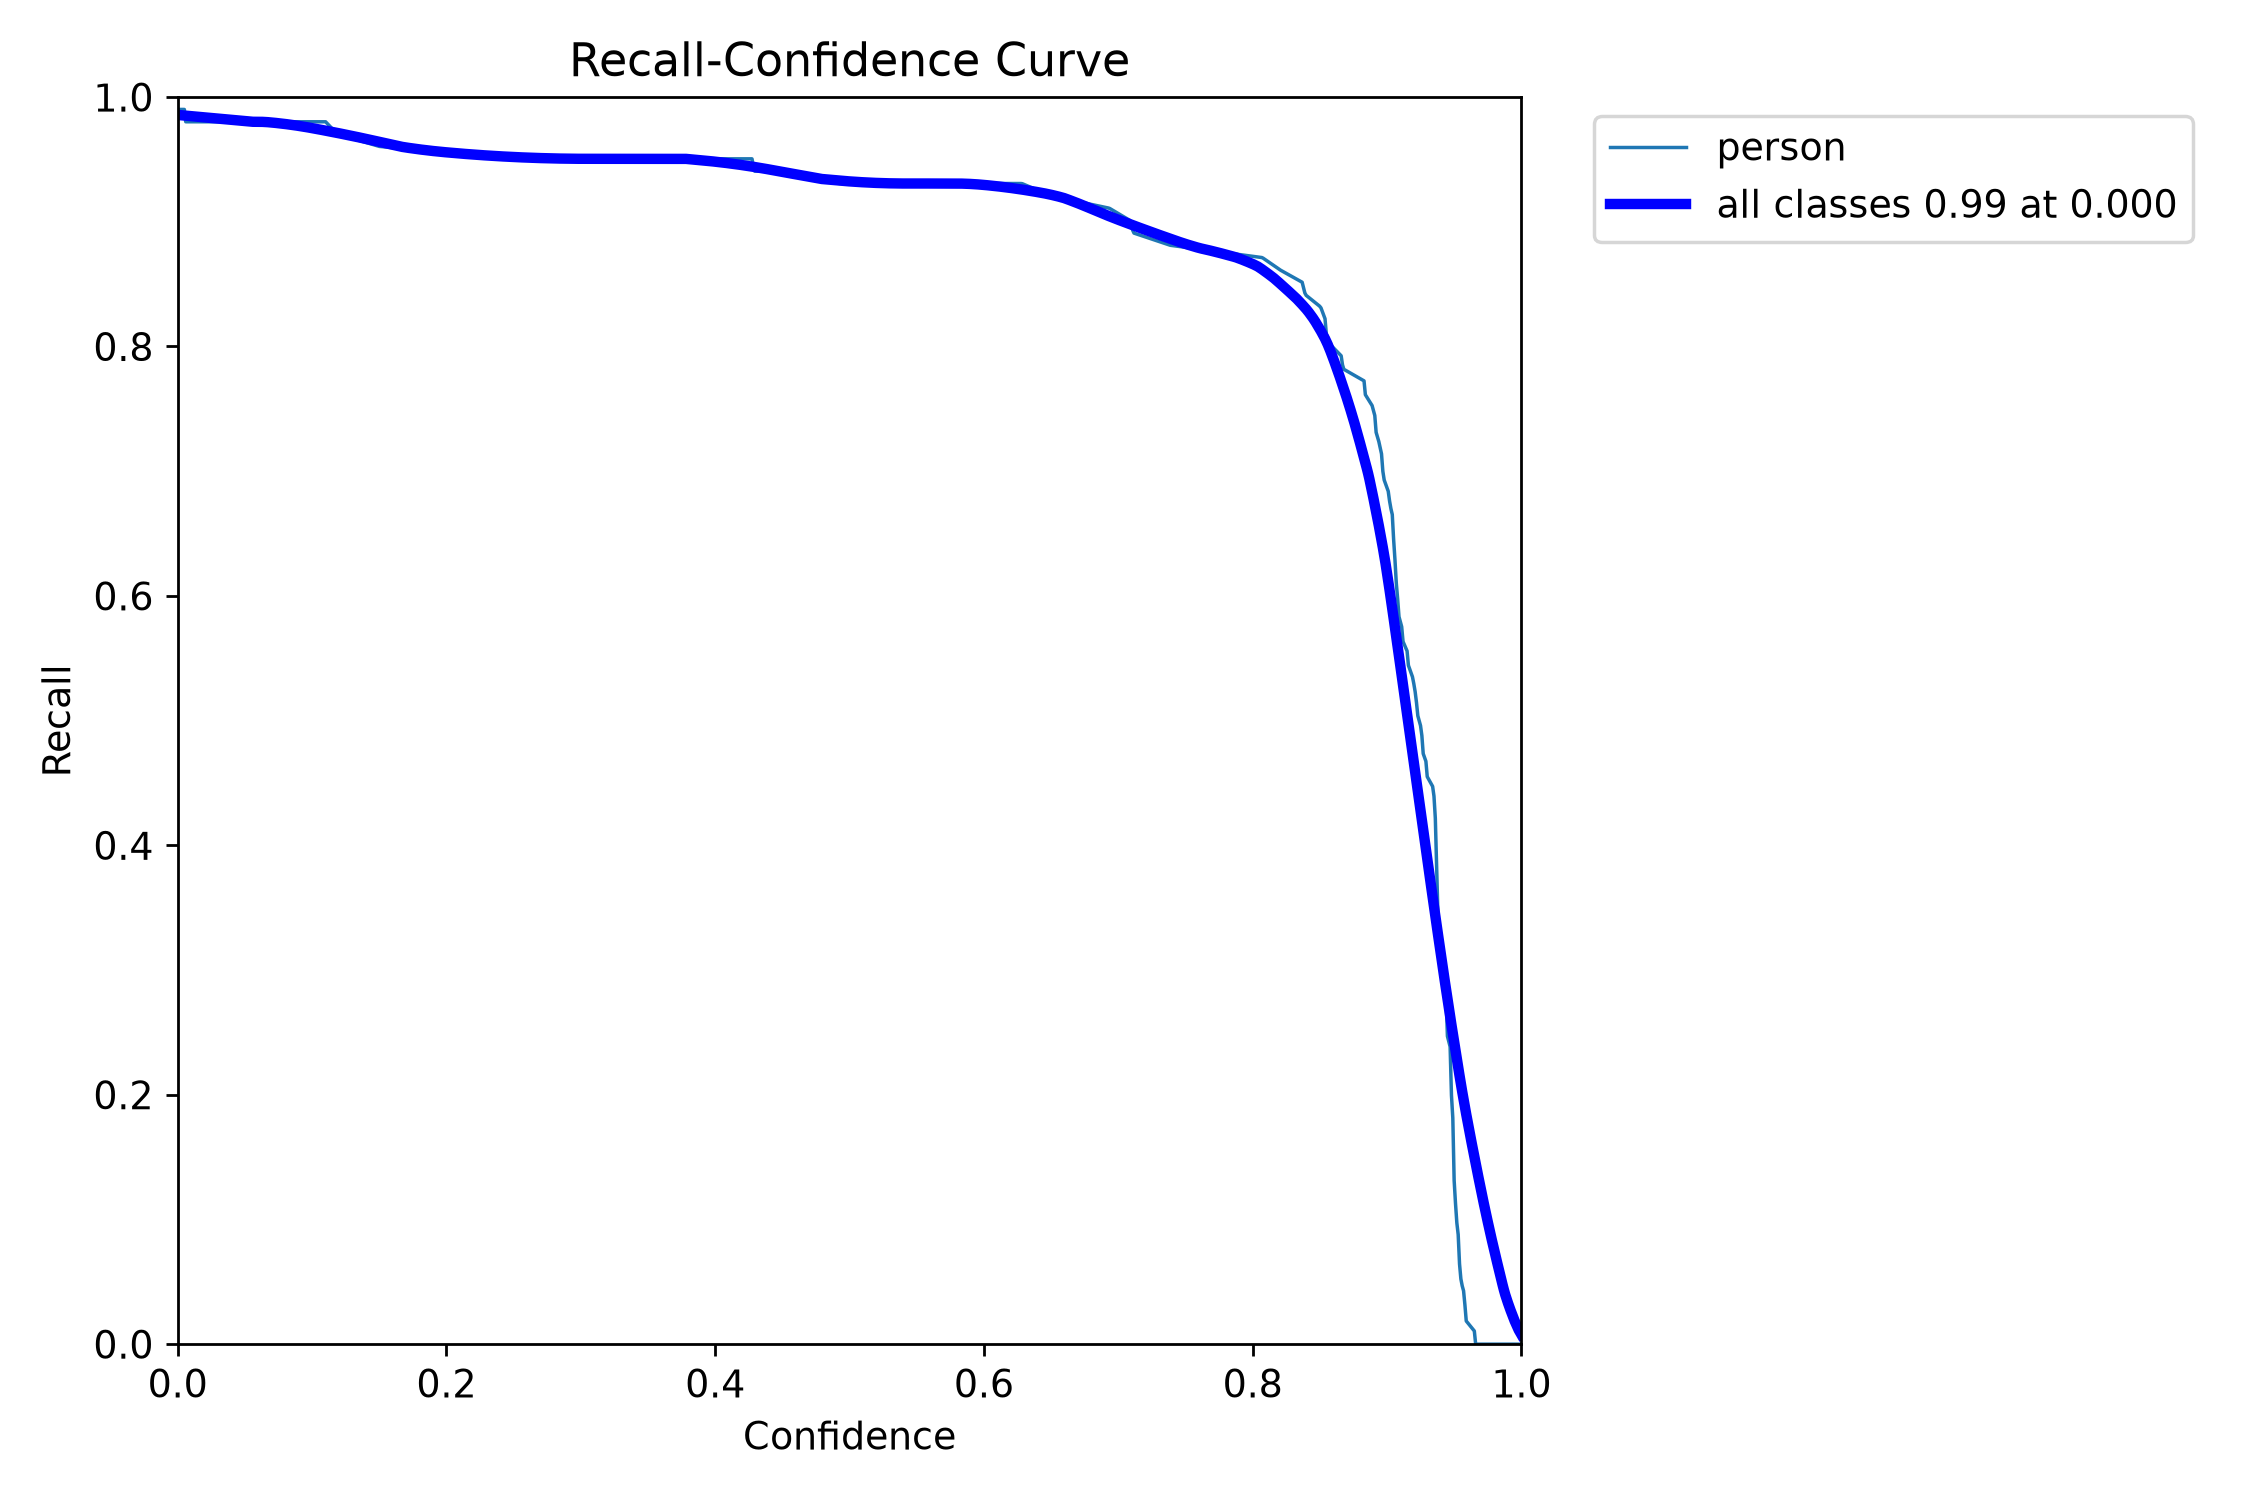 Recall-Confidence Curve
1.0
0.8
0.6
0.4
0.2
0.0
Recall
0.0 0.2 0.4 0.6 0.8 1.0
Confidence
person
all classes 0.99 at 0.000